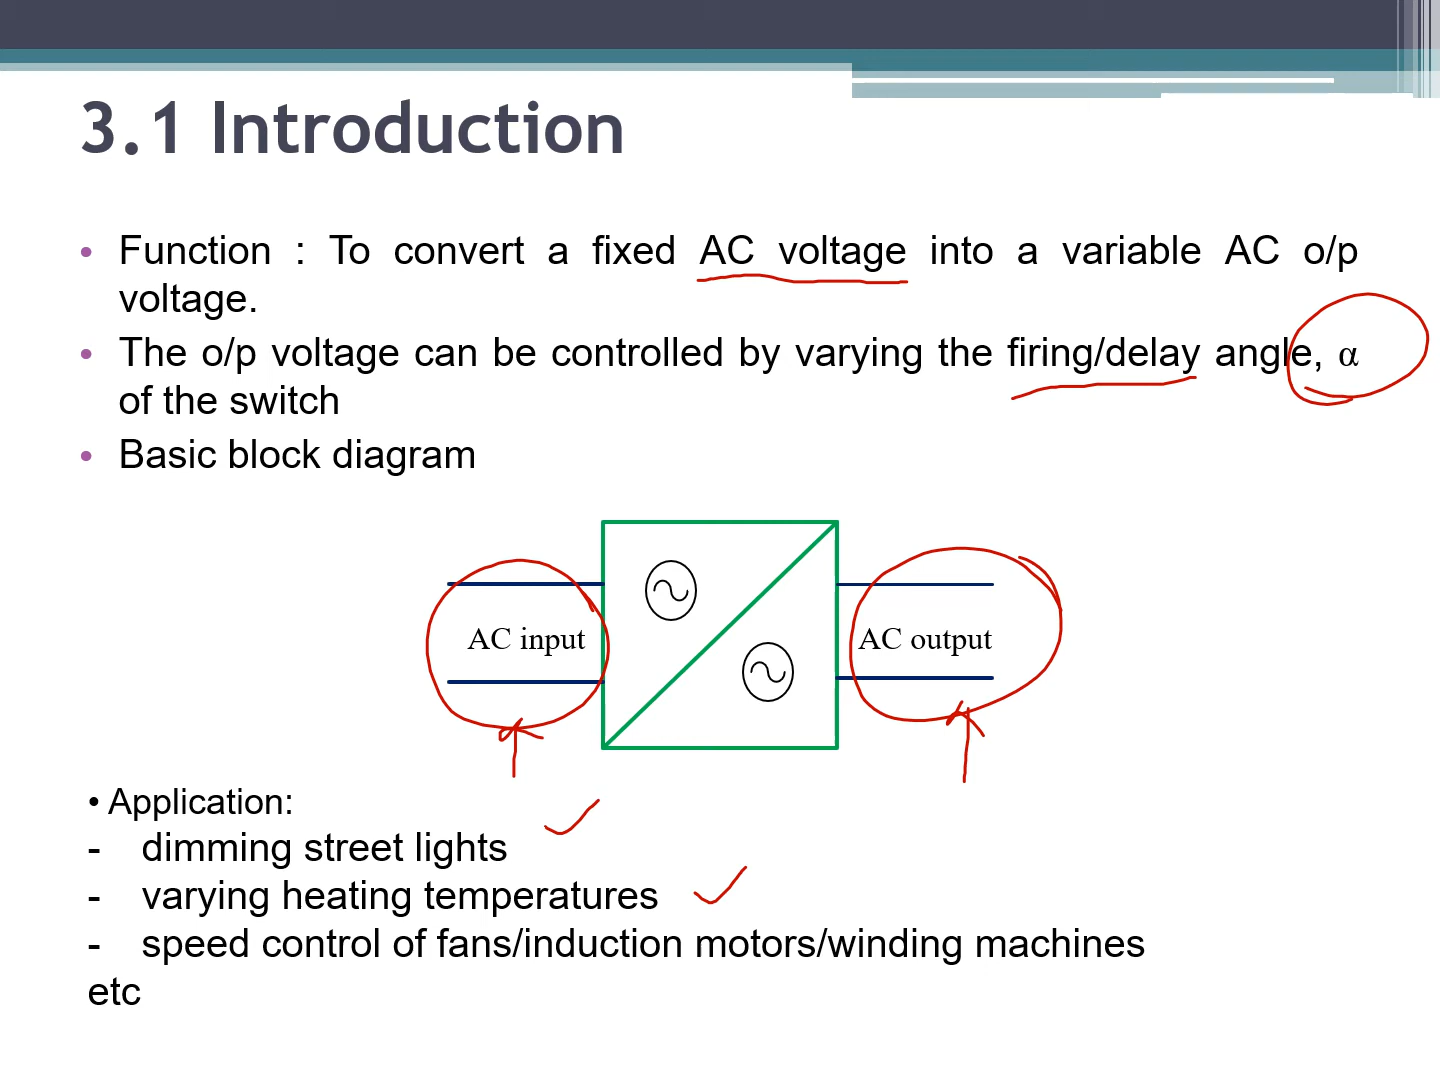 3.1 Introduction
• Function : To convert a fixed AC voltage into a variable AC o/p
voltage.
• The o/p voltage can be controlled by varying the firing/delay angle, α
of the switch
• Basic block diagram
AC input
AC output
• Application:
- dimming street lights
- varying heating temperatures
- speed control of fans/induction motors/winding machines
etc